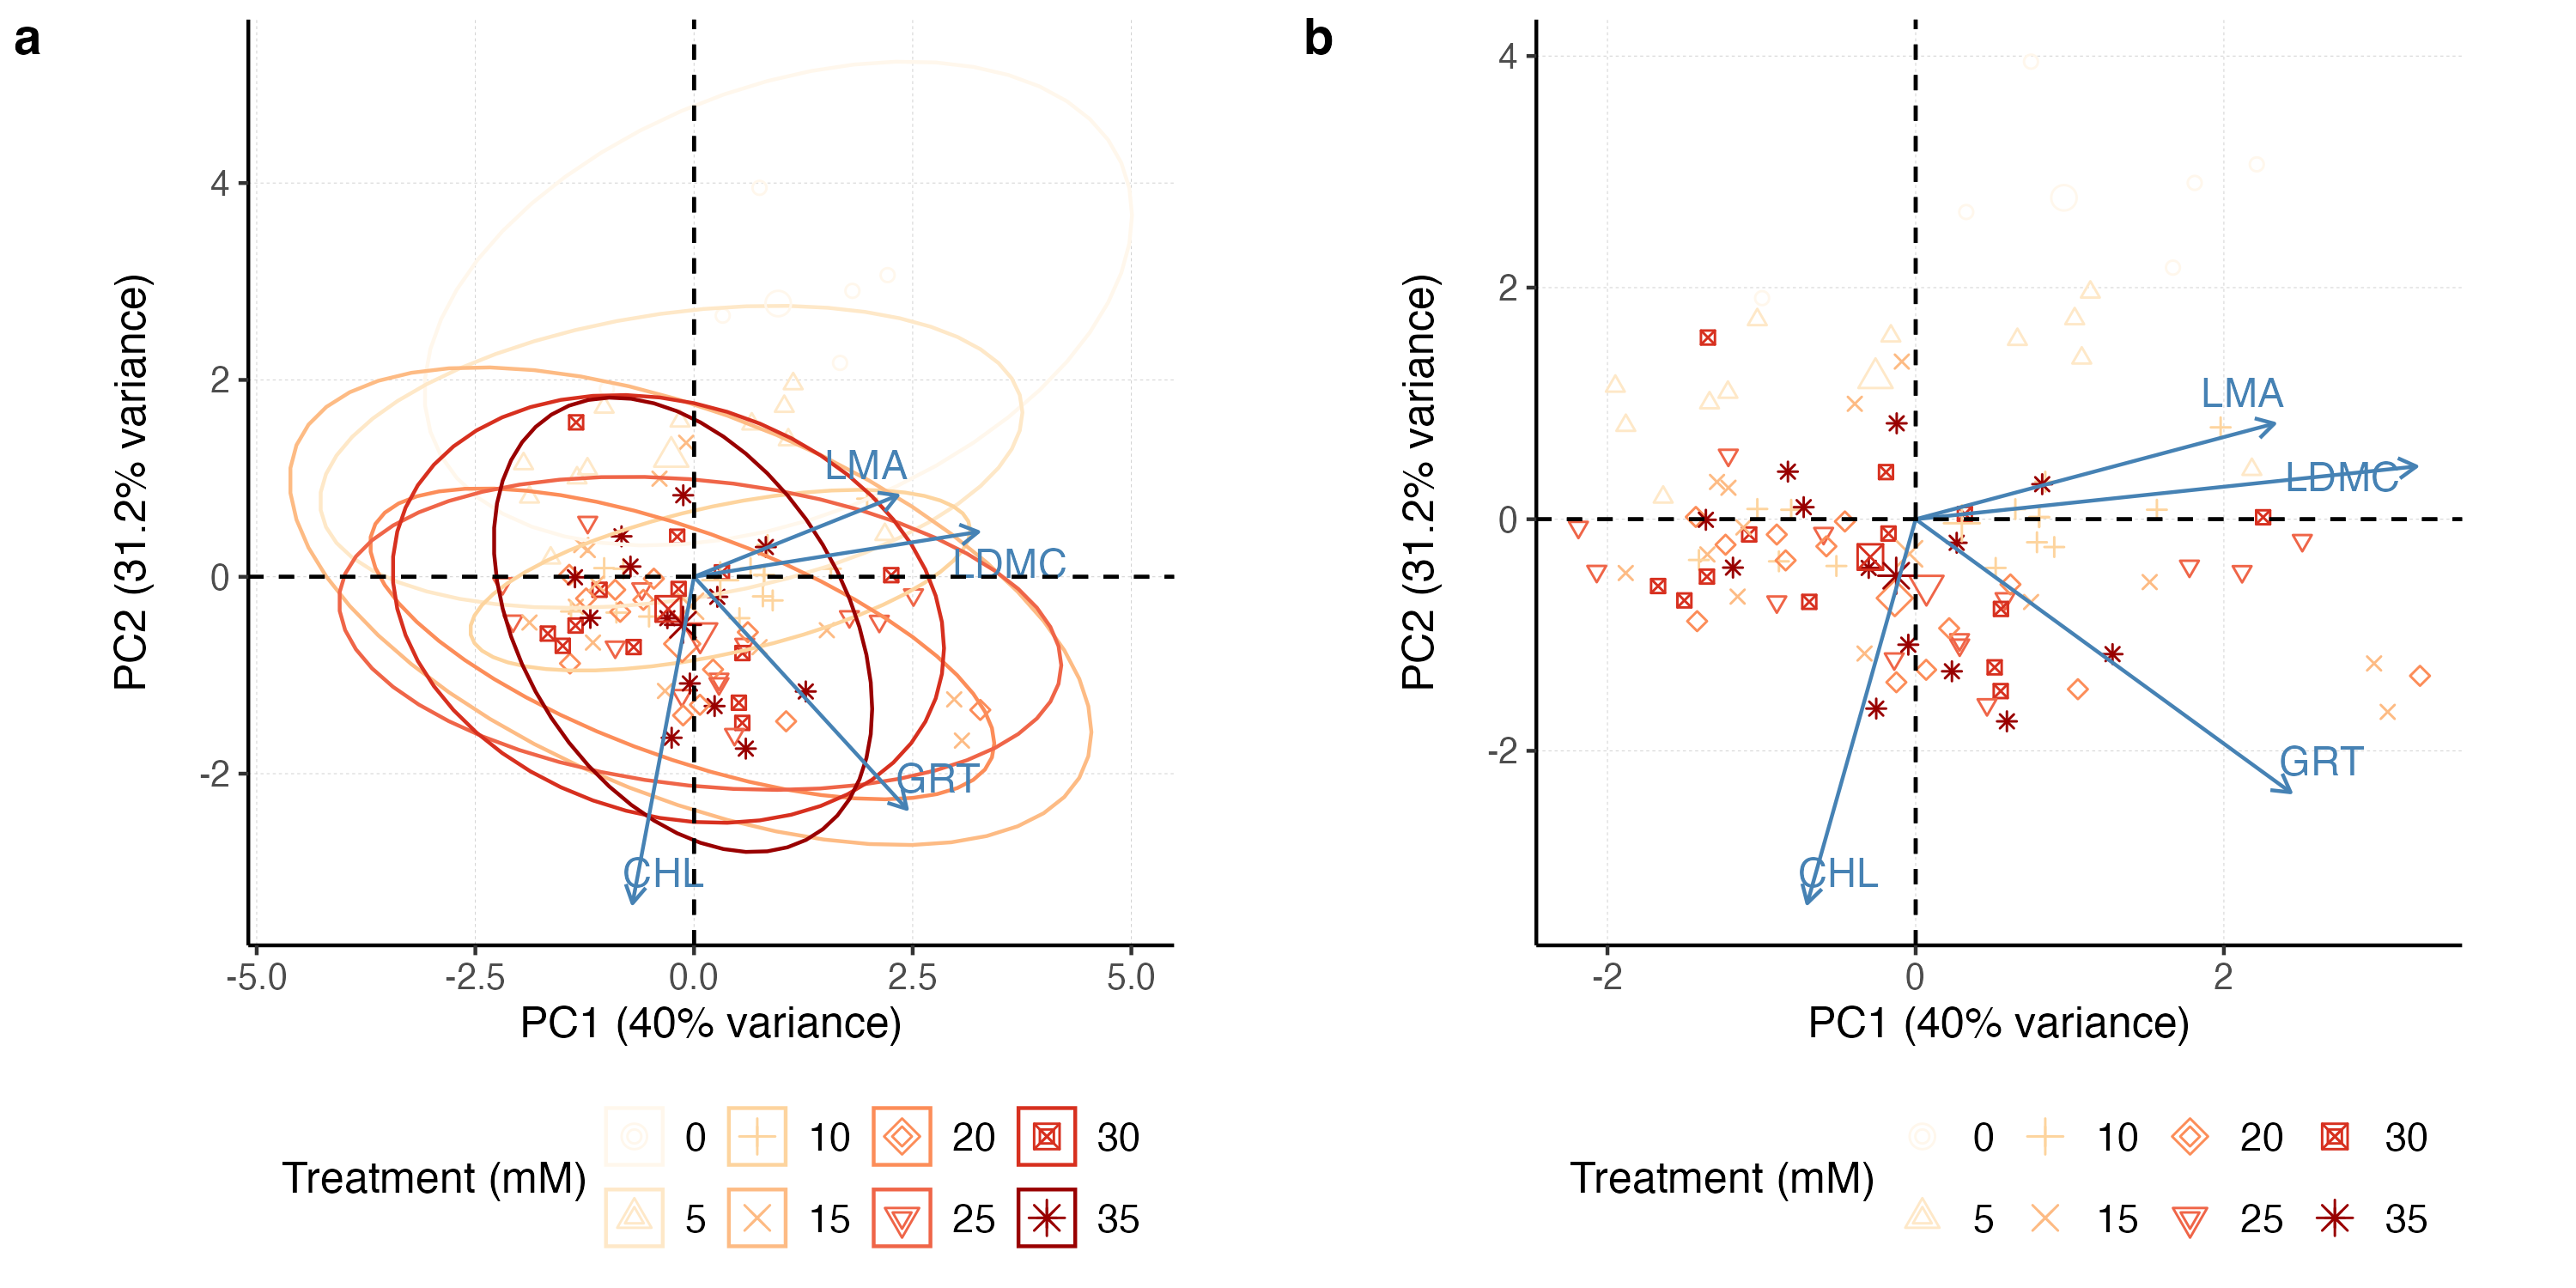 a
PC2 (31.2% variance)
4
2
0
-2
LMA
LDMC
GRT
CHL
-5.0 -2.5 0.0 2.5 5.0
PC1 (40% variance)
Treatment (mM)
0 10 20 30
5 15 25 35
b
PC2 (31.2% variance)
4
2
0
-2
LMA
LDMC
GRT
CHL
-2 0 2
PC1 (40% variance)
Treatment (mM)
0 10 20 30
5 15 25 35